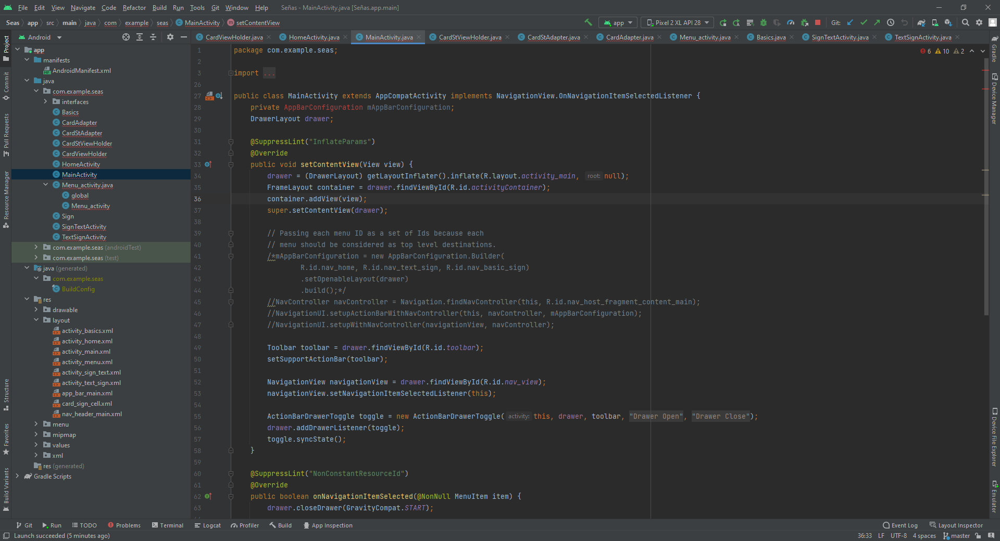 File Edit View Navigate Code Refactor Build Run Tools Git Window Help Señas - MainActivity.java [Señas.app.main]
Seas app src main java com example seas MainActivity setContentView
app Pixel 2 XL API 28 Git:
Android
CardViewHolder.java HomeActivity.java MainActivity.java CardStViewHolder.java CardStAdapter.java CardAdapter.java Menu_activity.java Basics.java SignTextActivity.java TextSignActivity.java
Project
Commit
Pull Requests
Resource Manager
Structure
Favorites
Build Variants
app
manifests
AndroidManifest.xml
java
com.example.seas
interfaces
Basics
CardAdapter
CardStAdapter
CardStViewHolder
CardViewHolder
HomeActivity
MainActivity
Menu_activity.java
global
Menu_activity
Sign
SignTextActivity
TextSignActivity
com.example.seas (androidTest)
com.example.seas (test)
java (generated)
com.example.seas
BuildConfig
res
drawable
layout
activity_basics.xml
activity_home.xml
activity_main.xml
activity_menu.xml
activity_sign_text.xml
activity_text_sign.xml
app_bar_main.xml
card_sign_cell.xml
nav_header_main.xml
menu
mipmap
values
xml
res (generated)
Gradle Scripts
6 10 2
1 package com.example.seas;
2
3 import ...
26
27 public class MainActivity extends AppCompatActivity implements NavigationView.OnNavigationItemSelectedListener {
28 private AppBarConfiguration mAppBarConfiguration;
29 DrawerLayout drawer;
30
31 @SuppressLint("InflateParams")
32 @Override
33 public void setContentView(View view) {
34 drawer = (DrawerLayout) getLayoutInflater().inflate(R.layout.activity_main, root: null);
35 FrameLayout container = drawer.findViewById(R.id.activityContainer);
36 container.addView(view);
37 super.setContentView(drawer);
38
39 // Passing each menu ID as a set of Ids because each
40 // menu should be considered as top level destinations.
41 /*mAppBarConfiguration = new AppBarConfiguration.Builder(
42 R.id.nav_home, R.id.nav_text_sign, R.id.nav_basic_sign)
43 .setOpenableLayout(drawer)
44 .build();*/
45 //NavController navController = Navigation.findNavController(this, R.id.nav_host_fragment_content_main);
46 //NavigationUI.setupActionBarWithNavController(this, navController, mAppBarConfiguration);
47 //NavigationUI.setupWithNavController(navigationView, navController);
48
49 Toolbar toolbar = drawer.findViewById(R.id.toolbar);
50 setSupportActionBar(toolbar);
51
52 NavigationView navigationView = drawer.findViewById(R.id.nav_view);
53 navigationView.setNavigationItemSelectedListener(this);
54
55 ActionBarDrawerToggle toggle = new ActionBarDrawerToggle( activity: this, drawer, toolbar, "Drawer Open", "Drawer Close");
56 drawer.addDrawerListener(toggle);
57 toggle.syncState();
58 }
59
60 @SuppressLint("NonConstantResourceId")
61 @Override
62 public boolean onNavigationItemSelected(@NonNull MenuItem item) {
63 drawer.closeDrawer(GravityCompat.START);
Gradle
Device Manager
Device File Explorer
Emulator
Git Run TODO Problems Terminal Logcat Profiler Build App Inspection Event Log Layout Inspector
Launch succeeded (5 minutes ago) 36:33 LF UTF-8 4 spaces master